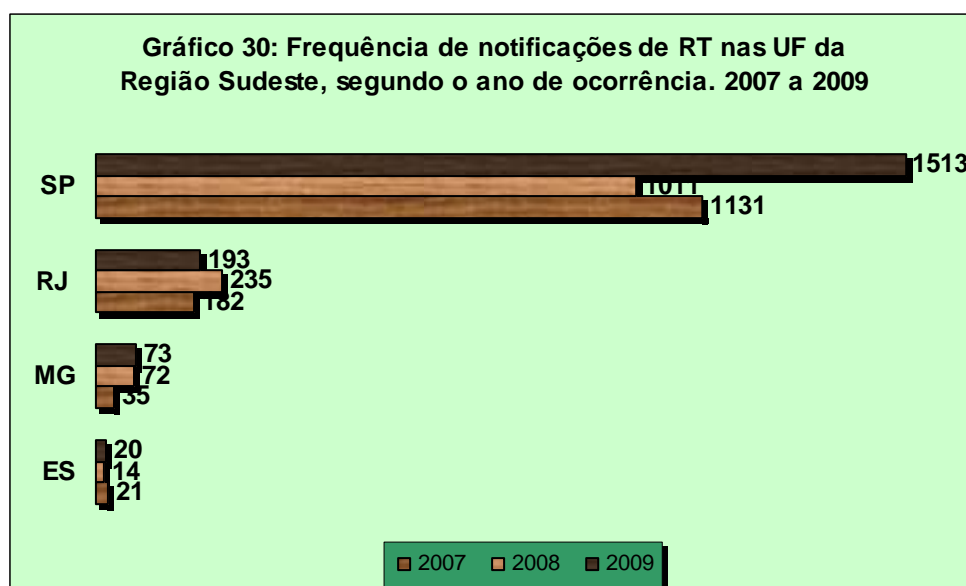 Gráfico 30: Frequência de notificações de RT nas UF da
Região Sudeste, segundo o ano de ocorrência. 2007 a 2009
SP
1513
1011
1131
RJ
193
235
182
MG
73
72
35
ES
20
14
21
2007 2008 2009